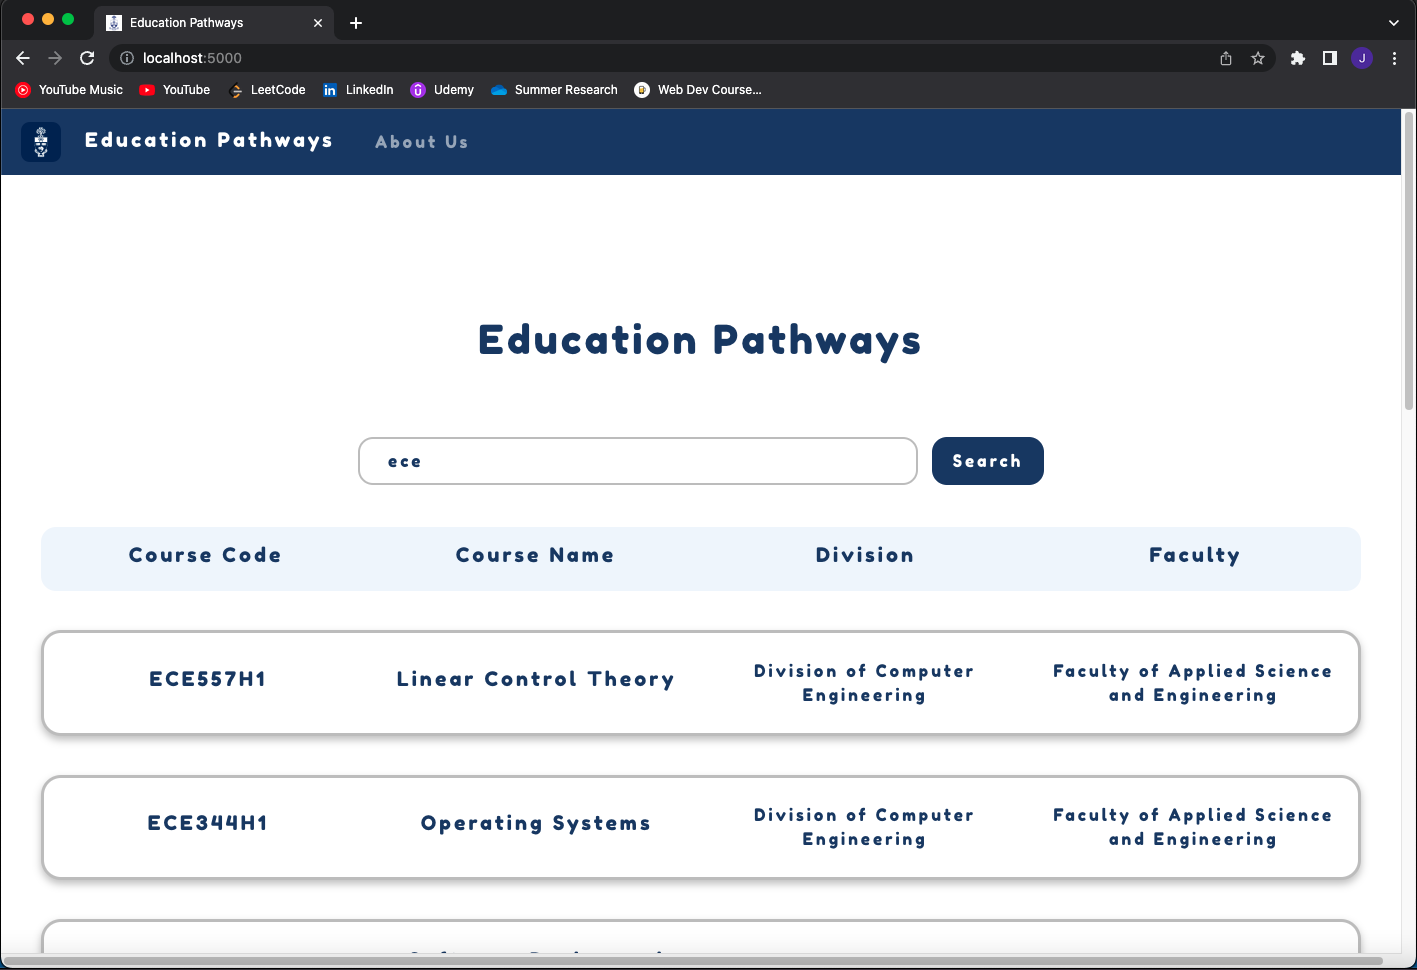 Education Pathways
localhost:5000
J
YouTube Music YouTube LeetCode LinkedIn Udemy Summer Research Web Dev Course...
Education Pathways About Us
Education Pathways
ece Search
Course Code Course Name Division Faculty
ECE557H1 Linear Control Theory Division of Computer Engineering Faculty of Applied Science and Engineering
ECE344H1 Operating Systems Division of Computer Engineering Faculty of Applied Science and Engineering